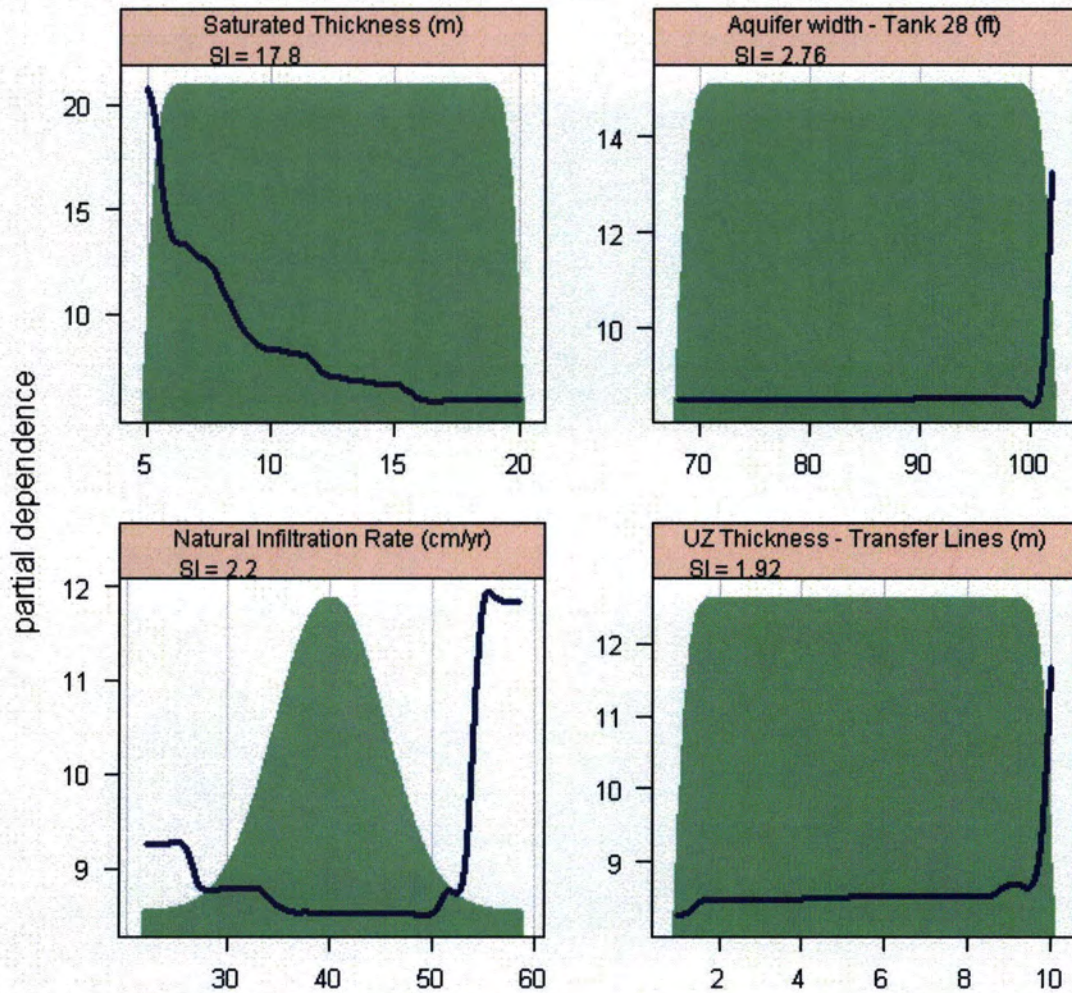 Saturated Thickness (m)
SI = 17.8
Aquifer width - Tank 28 (ft)
SI = 2.76
20
15
10
14
12
10
5 10 15 20
70 80 90 100
partial dependence
Natural Infiltration Rate (cm/yr)
SI = 2.2
UZ Thickness - Transfer Lines (m)
SI = 1.92
12
11
10
9
12
11
10
9
30 40 50 60
2 4 6 8 10